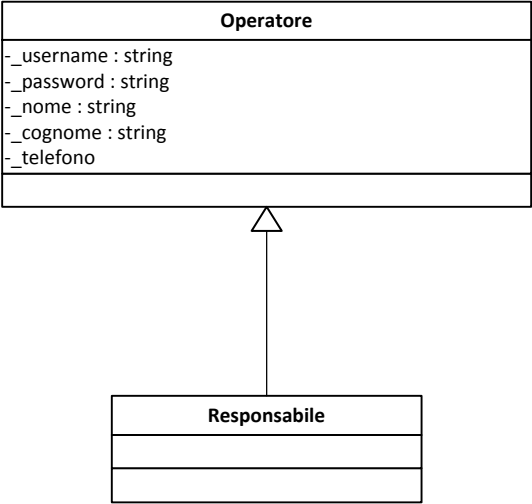 Operatore
-_username : string
-_password : string
-_nome : string
-_cognome : string
-_telefono
Responsabile